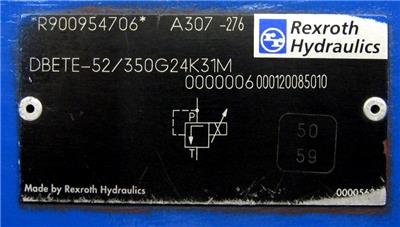 R900954706* A307-276
Rexroth
Hydraulics
DBETE-52/350G24K31M
0000006 000120085010
P
T
50
59
Made by Rexroth Hydraulics